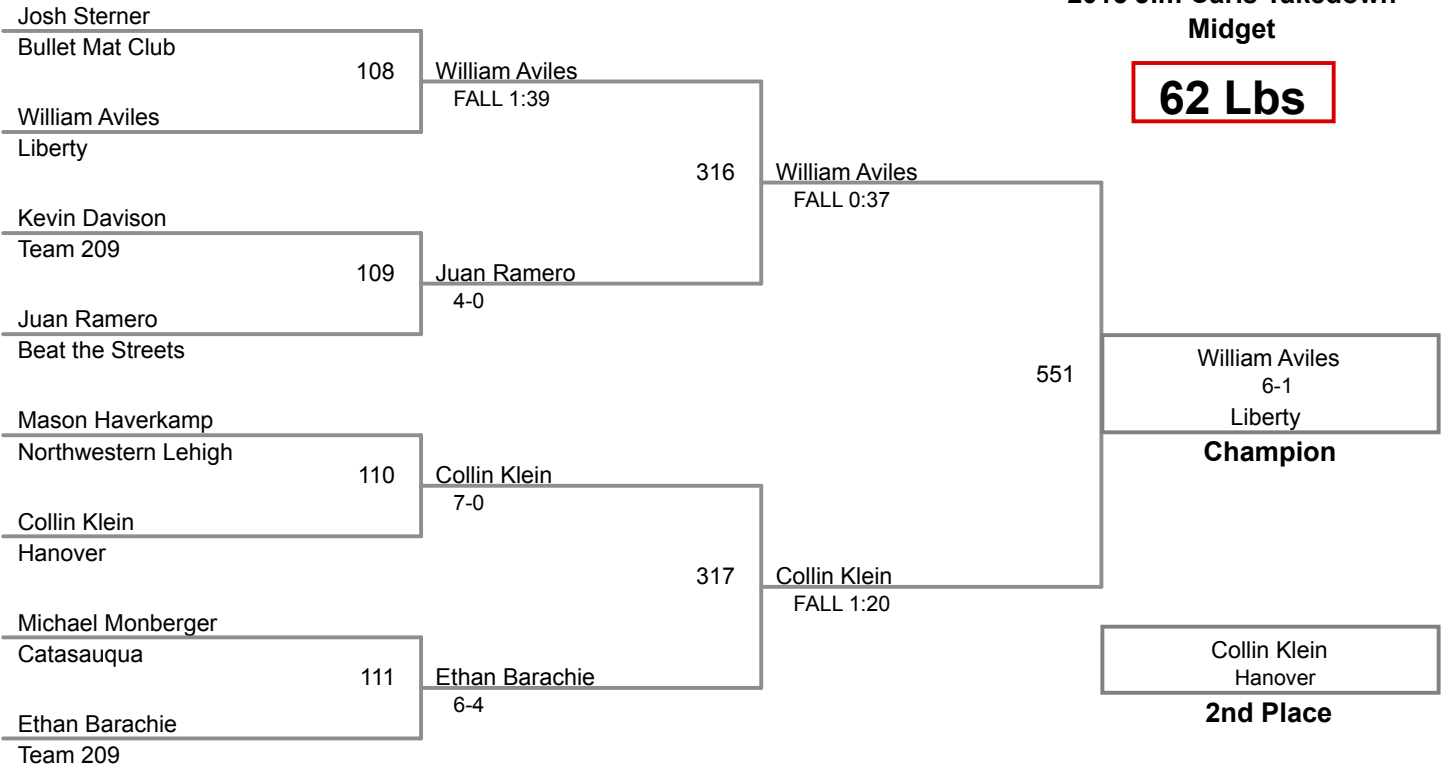 Midget
62 Lbs
Josh Sterner
Bullet Mat Club
108
William Aviles
FALL 1:39
William Aviles
Liberty
316
William Aviles
FALL 0:37
Kevin Davison
Team 209
109
Juan Ramero
4-0
Juan Ramero
Beat the Streets
551
William Aviles
6-1
Liberty
Champion
Mason Haverkamp
Northwestern Lehigh
110
Collin Klein
7-0
Collin Klein
Hanover
317
Collin Klein
FALL 1:20
Michael Monberger
Catasauqua
111
Ethan Barachie
6-4
Ethan Barachie
Team 209
Collin Klein
Hanover
2nd Place